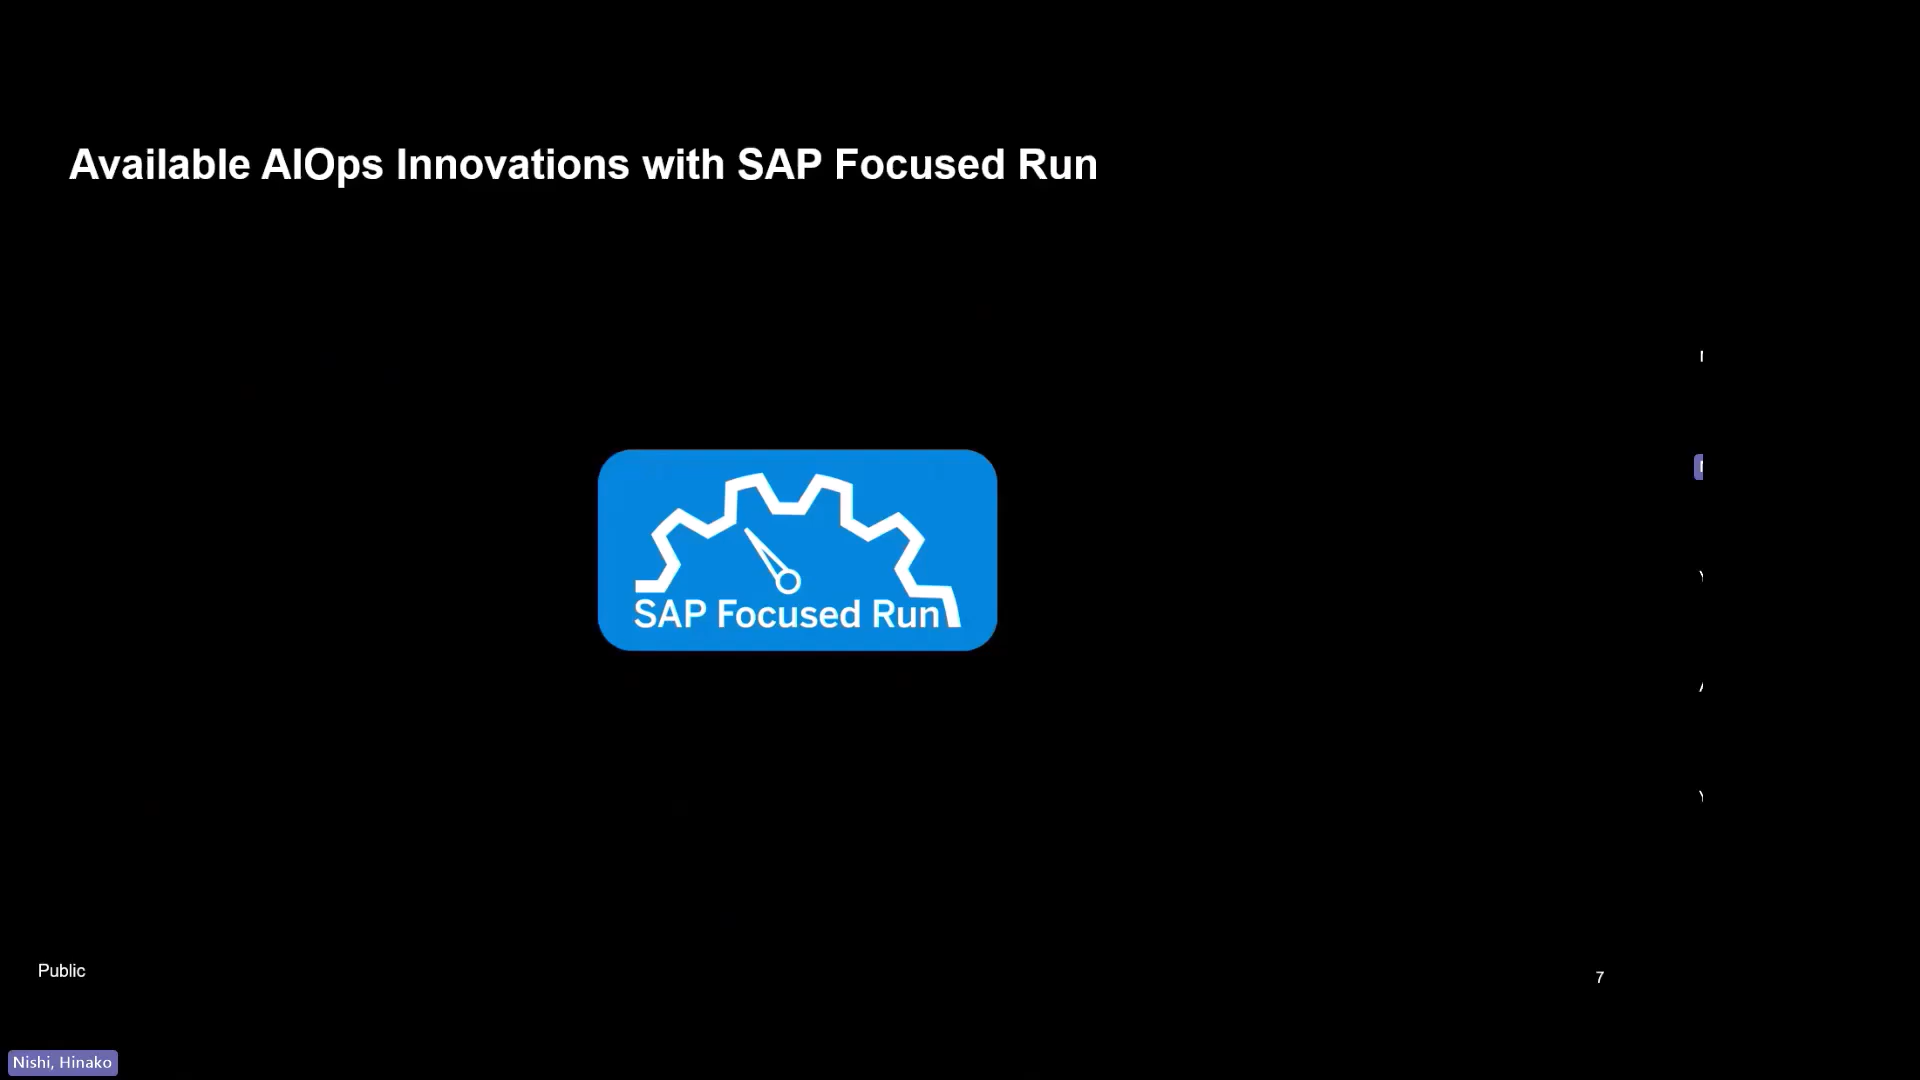 Available AIOps Innovations with SAP Focused Run
SAP Focused Run
Public
7
Nishi, Hinako